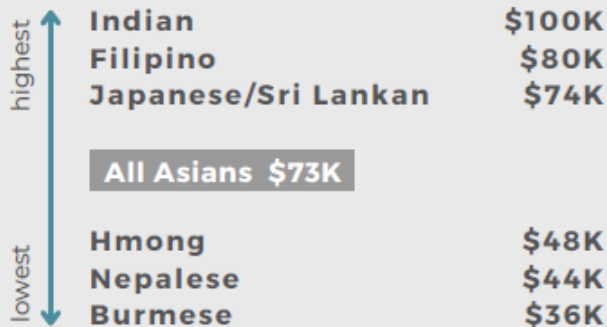 highest
Indian $100K
Filipino $80K
Japanese/Sri Lankan $74K
All Asians $73K
lowest
Hmong $48K
Nepalese $44K
Burmese $36K